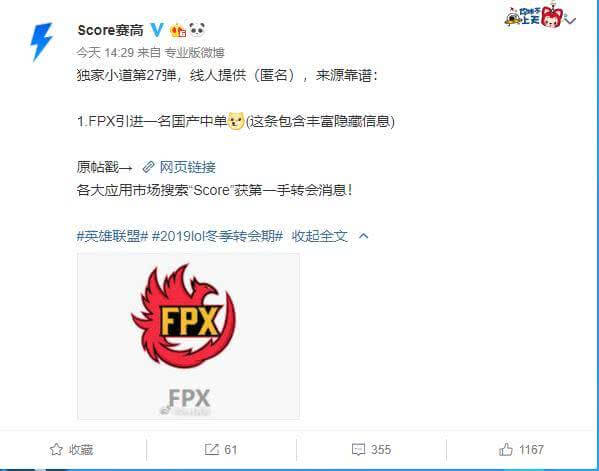 你咋不
上天
Score赛高
今天 14:29 来自 专业版微博
独家小道第27弹，线人提供（匿名），来源靠谱：
1.FPX引进一名国产中单(这条包含丰富隐藏信息)
原帖戳→ 网页链接
各大应用市场搜索“Score”获第一手转会消息！
#英雄联盟# #2019lol冬季转会期# 收起全文
FPX
FPX
收藏
61
355
1167